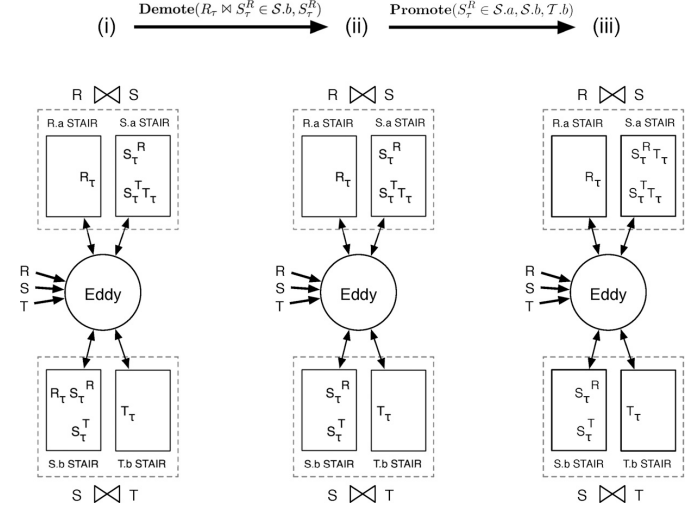 (i) Demote(R_τ ⋈ S_τ^R ∈ S.b, S_τ^R) (ii) Promote(S_τ^R ∈ S.a, S.b, T.b) (iii)
R ⋈ S R ⋈ S R ⋈ S
R.a STAIR S.a STAIR R.a STAIR S.a STAIR R.a STAIR S.a STAIR
S_τ^R S_τ^R S_τ^R T_τ
R_τ R_τ R_τ
S_τ^T T_τ S_τ^T T_τ S_τ^T T_τ
R R R
S Eddy S Eddy S Eddy
T T T
R_τ S_τ^R S_τ^R S_τ^R
T_τ T_τ T_τ
S_τ^T S_τ^T S_τ^T
S.b STAIR T.b STAIR S.b STAIR T.b STAIR S.b STAIR T.b STAIR
S ⋈ T S ⋈ T S ⋈ T